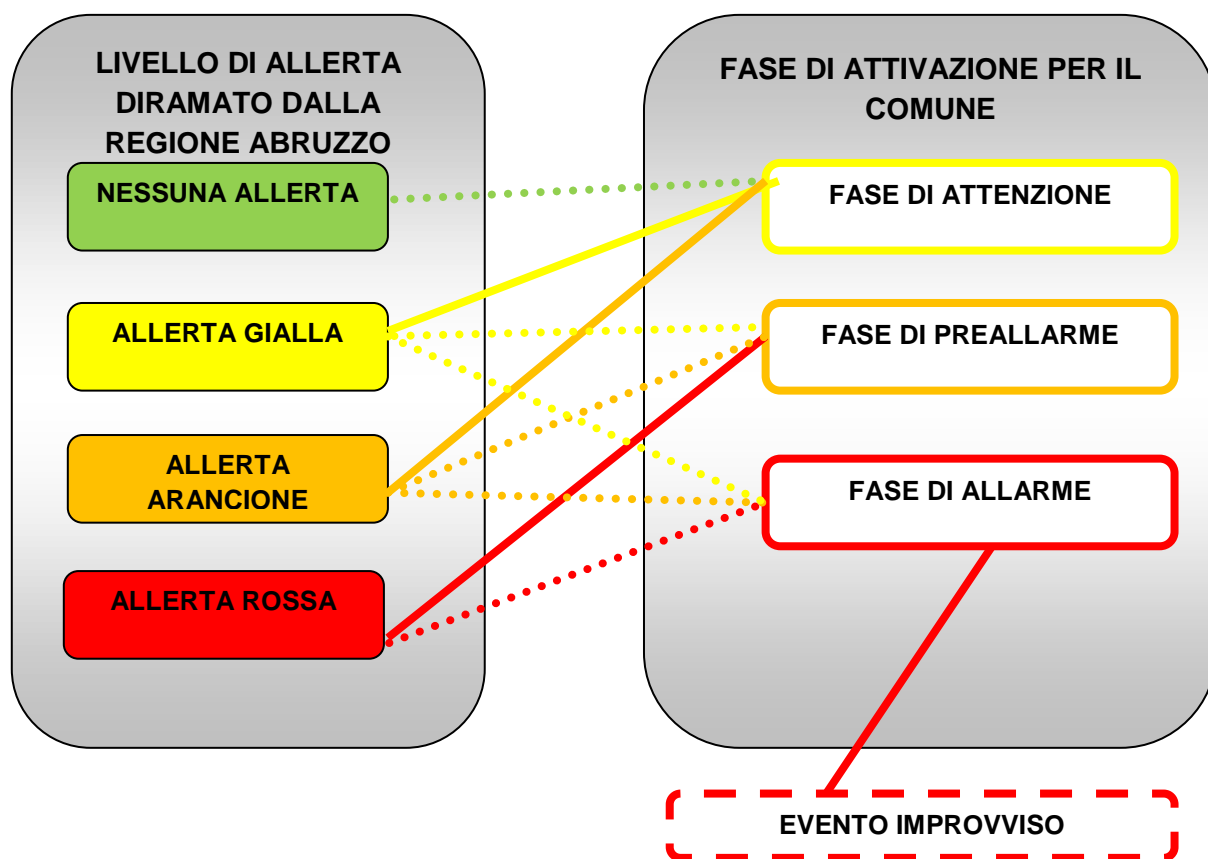 LIVELLO DI ALLERTA
DIRAMATO DALLA
REGIONE ABRUZZO
NESSUNA ALLERTA
ALLERTA GIALLA
ALLERTA
ARANCIONE
ALLERTA ROSSA
FASE DI ATTIVAZIONE PER IL
COMUNE
FASE DI ATTENZIONE
FASE DI PREALLARME
FASE DI ALLARME
EVENTO IMPROVVISO